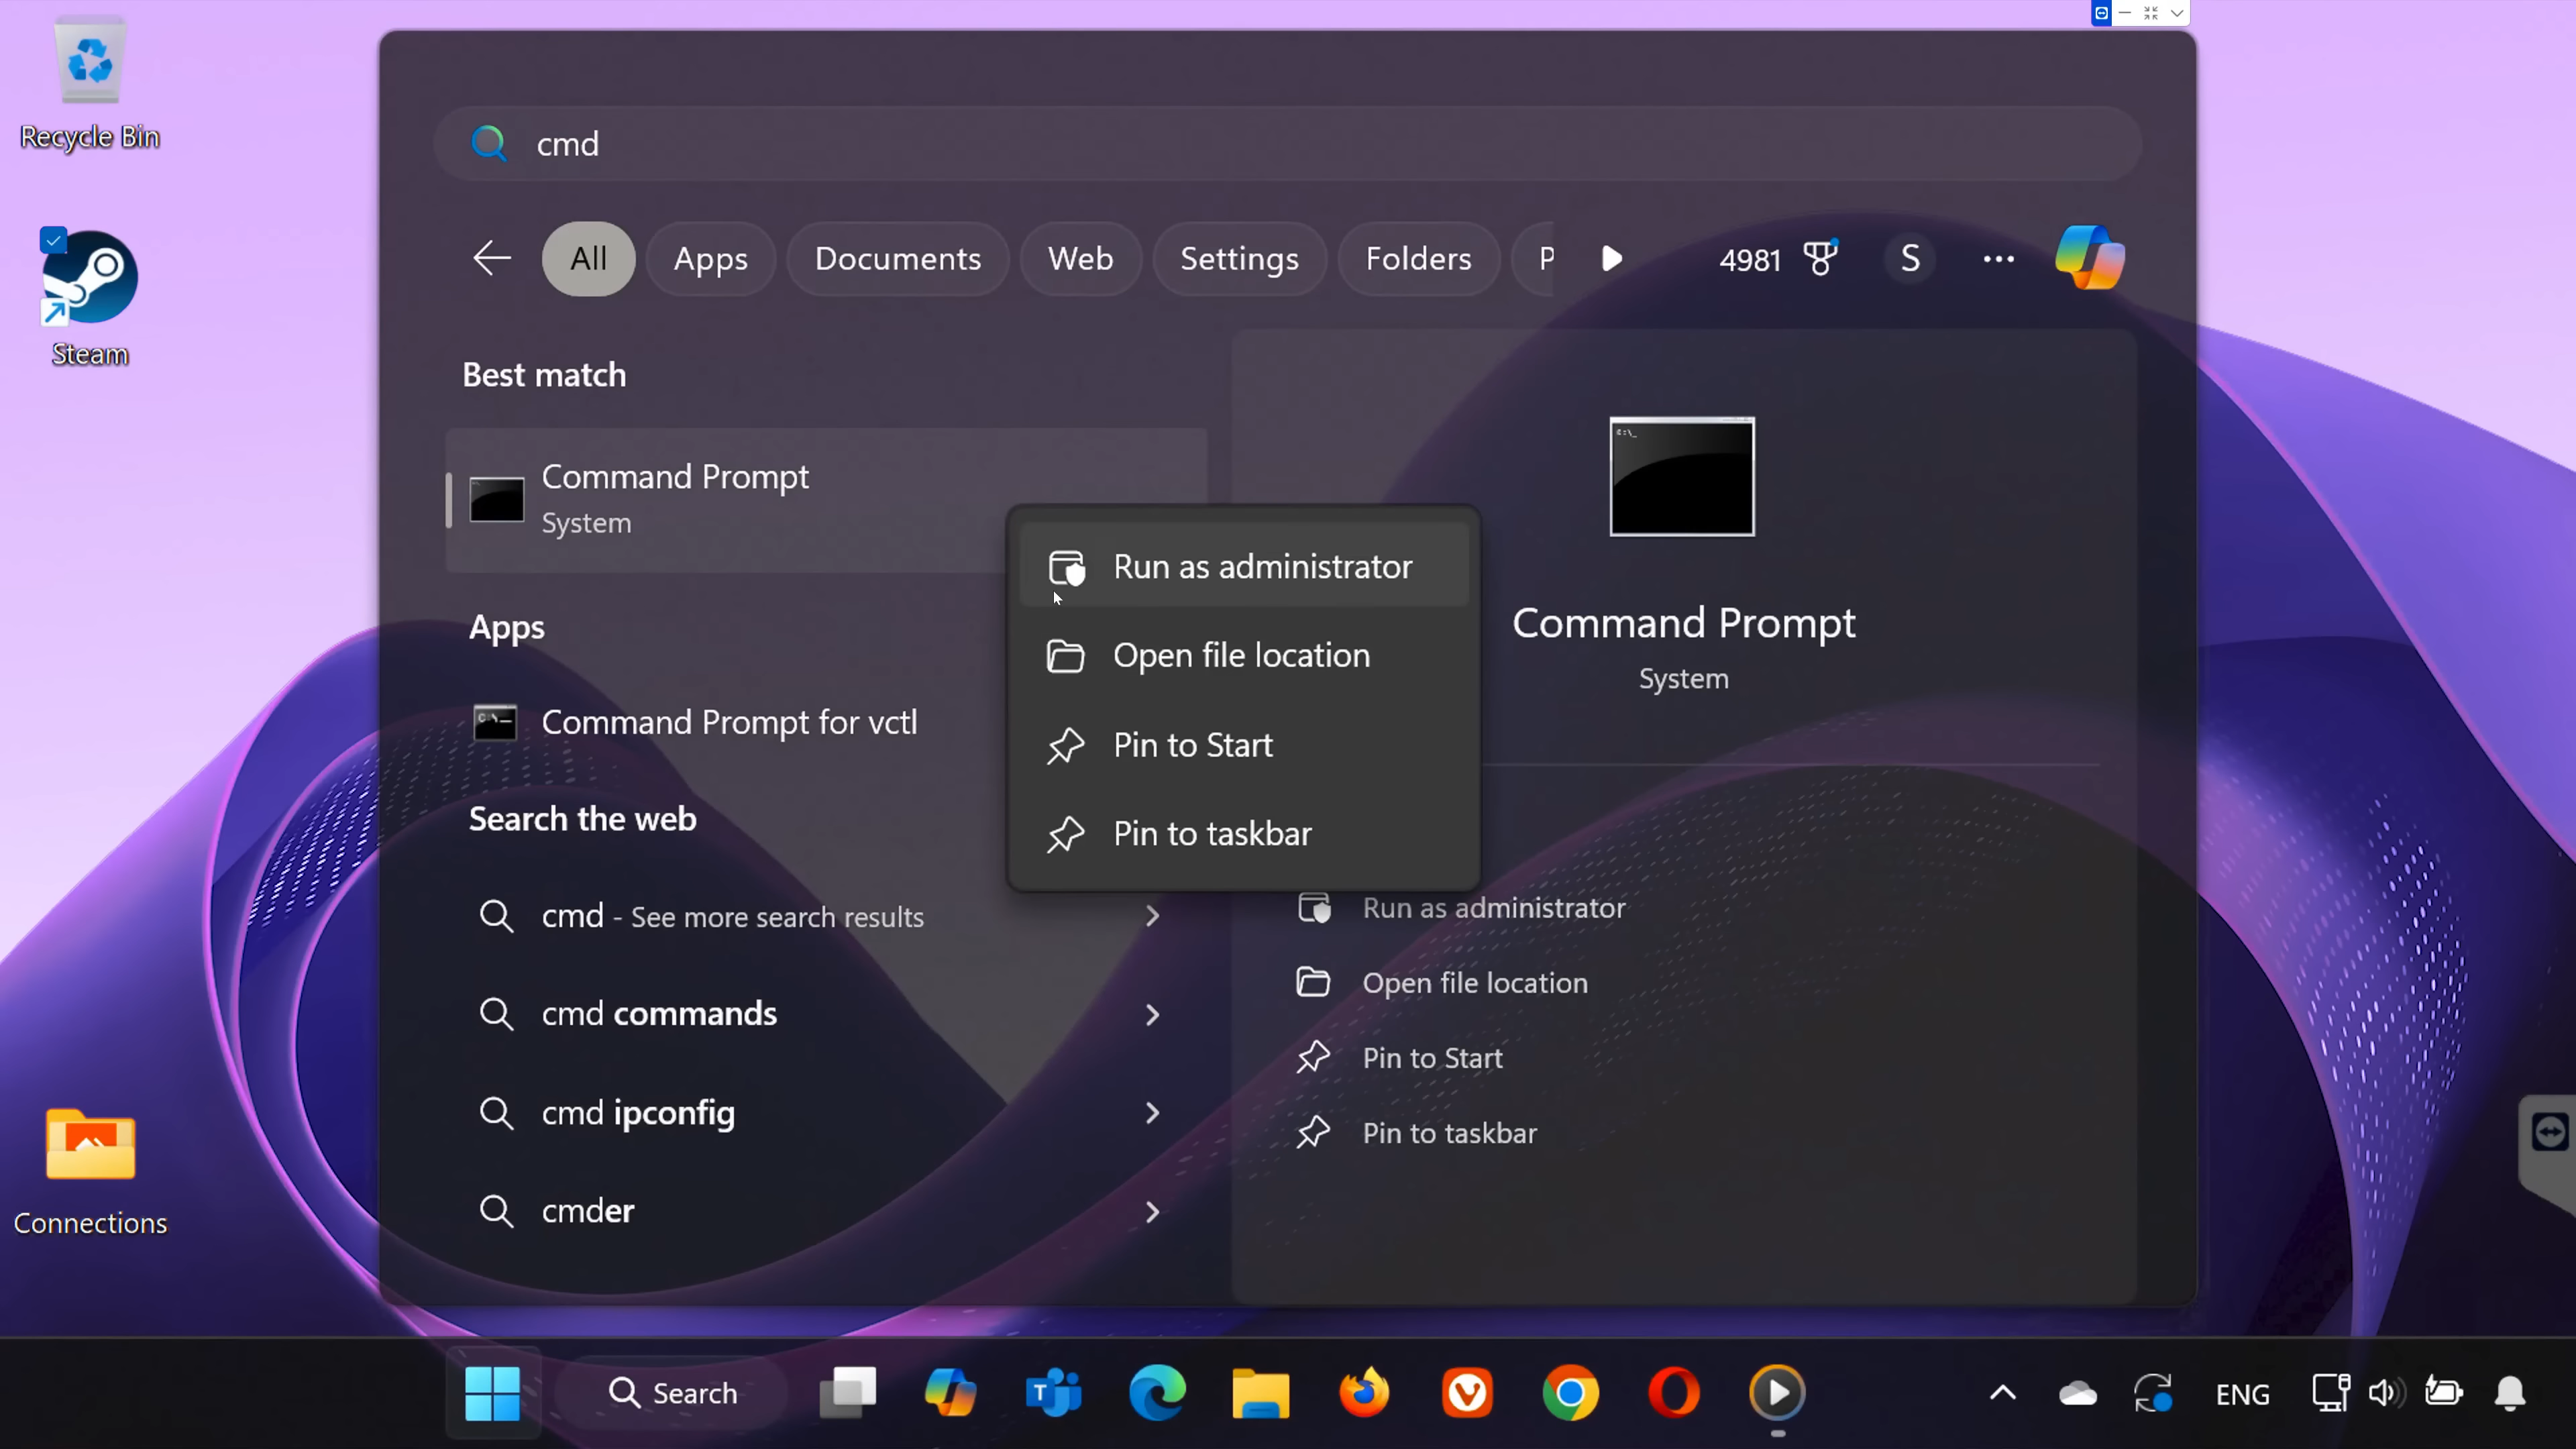 Recycle Bin
Steam
Connections
cmd
All
Apps
Documents
Web
Settings
Folders
P
4981
S
Best match
Command Prompt
System
Apps
Command Prompt for vctl
Search the web
cmd - See more search results
cmd commands
cmd ipconfig
cmder
Run as administrator
Open file location
Pin to Start
Pin to taskbar
C:\_
Command Prompt
System
Run as administrator
Open file location
Pin to Start
Pin to taskbar
Search
ENG